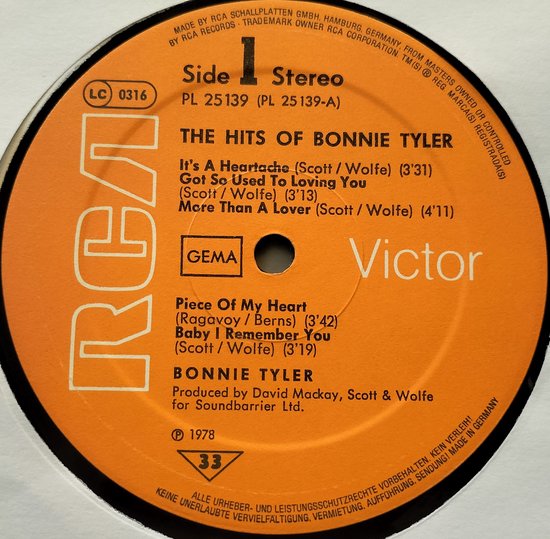 MADE BY RCA SCHALLPLATTEN GMBH, HAMBURG, GERMANY, FROM MASTERS OWNED OR CONTROLLED
BY RCA RECORDS · TRADEMARK OWNER RCA CORPORATION. TM(S) ® REG. MARCA(S) REGISTRADA(S)
Side 1 Stereo
PL 25139 (PL 25139-A)
LC 0316
THE HITS OF BONNIE TYLER
It's A Heartache (Scott/Wolfe) (3'31)
Got So Used To Loving You
(Scott/Wolfe) (3'13)
More Than A Lover (Scott/Wolfe) (4'11)
RCA
GEMA
Victor
Piece Of My Heart
(Ragavoy/Berns) (3'42)
Baby I Remember You
(Scott/Wolfe) (3'19)
BONNIE TYLER
Produced by David Mackay, Scott & Wolfe
for Soundbarrier Ltd.
℗ 1978
33
ALLE URHEBER- UND LEISTUNGSSCHUTZRECHTE VORBEHALTEN. KEIN VERLEIH!
KEINE UNERLAUBTE VERVIELFÄLTIGUNG, VERMIETUNG, AUFFÜHRUNG, SENDUNG! MADE IN GERMANY